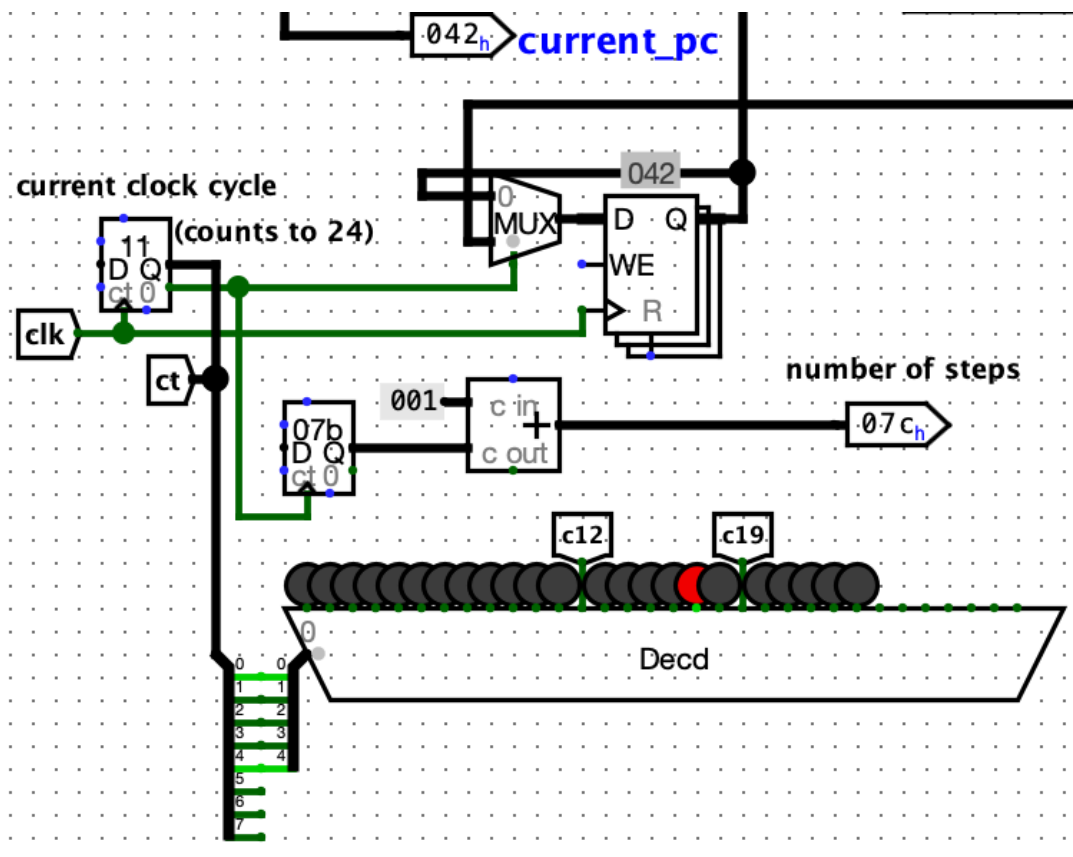 042h
current_pc
042
current clock cycle
0
MUX
D Q
WE
R
(counts to 24)
11
D Q
ct 0
clk
ct
number of steps
001
c in
+
c out
07ch
07b
D Q
ct 0
c12
c19
0
Decd
0 0
1 1
2 2
3 3
4 4
5
6
7